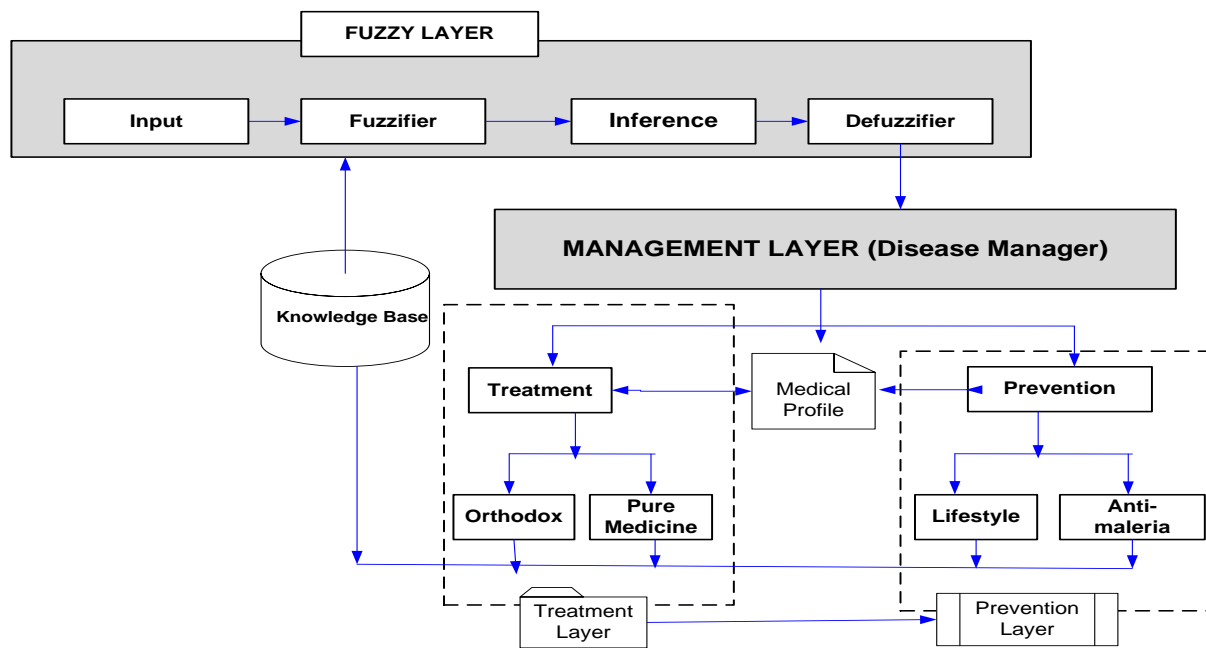 FUZZY LAYER
Input
Fuzzifier
Inference
Defuzzifier
MANAGEMENT LAYER (Disease Manager)
Knowledge Base
Treatment
Medical
Profile
Prevention
Orthodox
Pure
Medicine
Lifestyle
Anti-
maleria
Treatment
Layer
Prevention
Layer